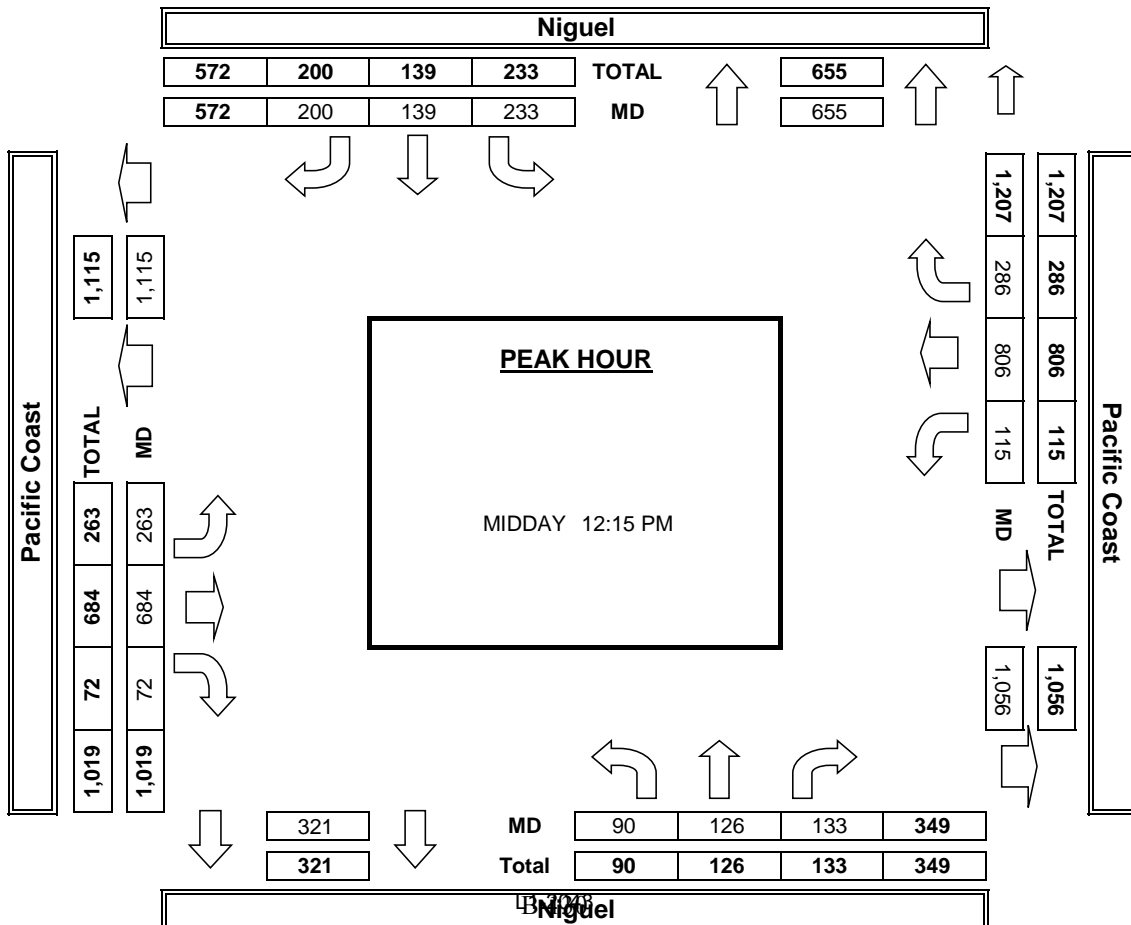 Niguel
572 200 139 233 TOTAL 655
572 200 139 233 MD 655
Pacific Coast
TOTAL 1,115 263 684 72 1,019
MD 1,115 263 684 72 1,019
PEAK HOUR
MIDDAY 12:15 PM
1,207 286 806 115 MD 1,056
1,207 286 806 115 TOTAL 1,056
Pacific Coast
321 MD 90 126 133 349
321 Total 90 126 133 349
Niguel